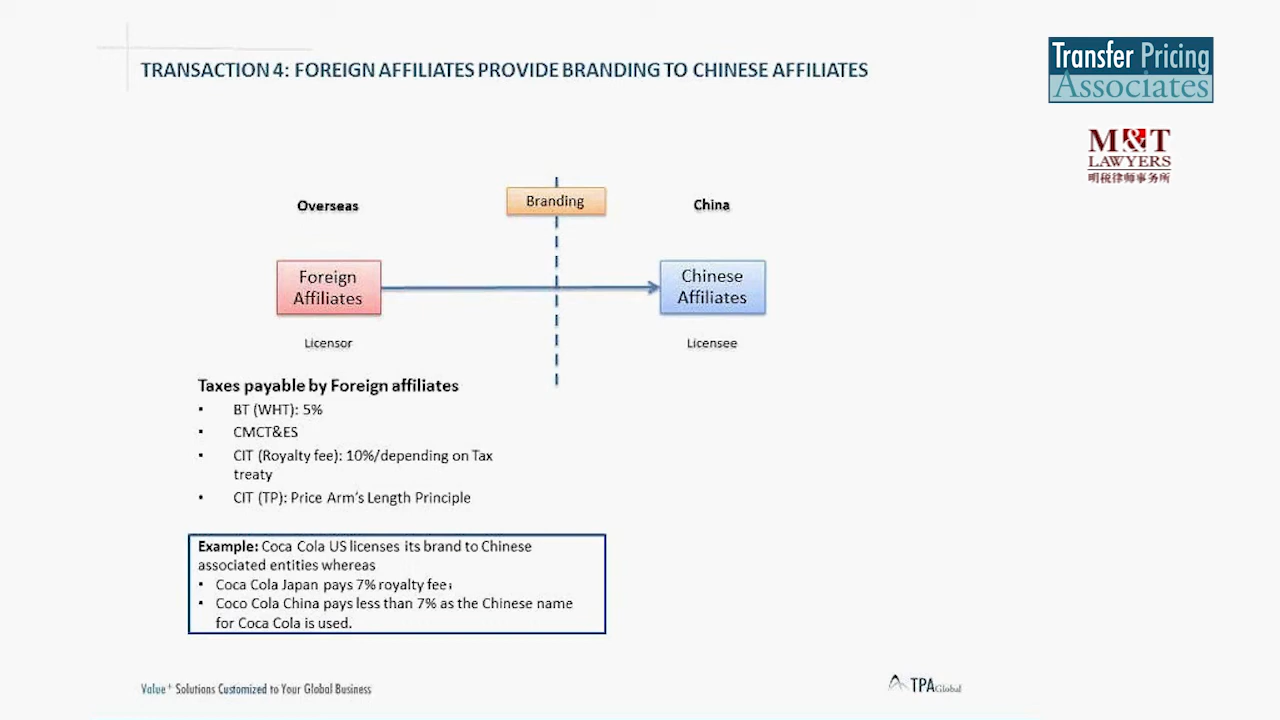 TRANSACTION 4: FOREIGN AFFILIATES PROVIDE BRANDING TO CHINESE AFFILIATES
Transfer Pricing
Associates
M&T
LAWYERS
明税律师事务所
Overseas
Branding
China
Foreign
Affiliates
Chinese
Affiliates
Licensor
Licensee
Taxes payable by Foreign affiliates
• BT (WHT): 5%
• CMCT&ES
• CIT (Royalty fee): 10%/depending on Tax
treaty
• CIT (TP): Price Arm's Length Principle
Example: Coca Cola US licenses its brand to Chinese
associated entities whereas
• Coca Cola Japan pays 7% royalty fee;
• Coco Cola China pays less than 7% as the Chinese name
for Coca Cola is used.
Value+ Solutions Customized to Your Global Business
TPA Global